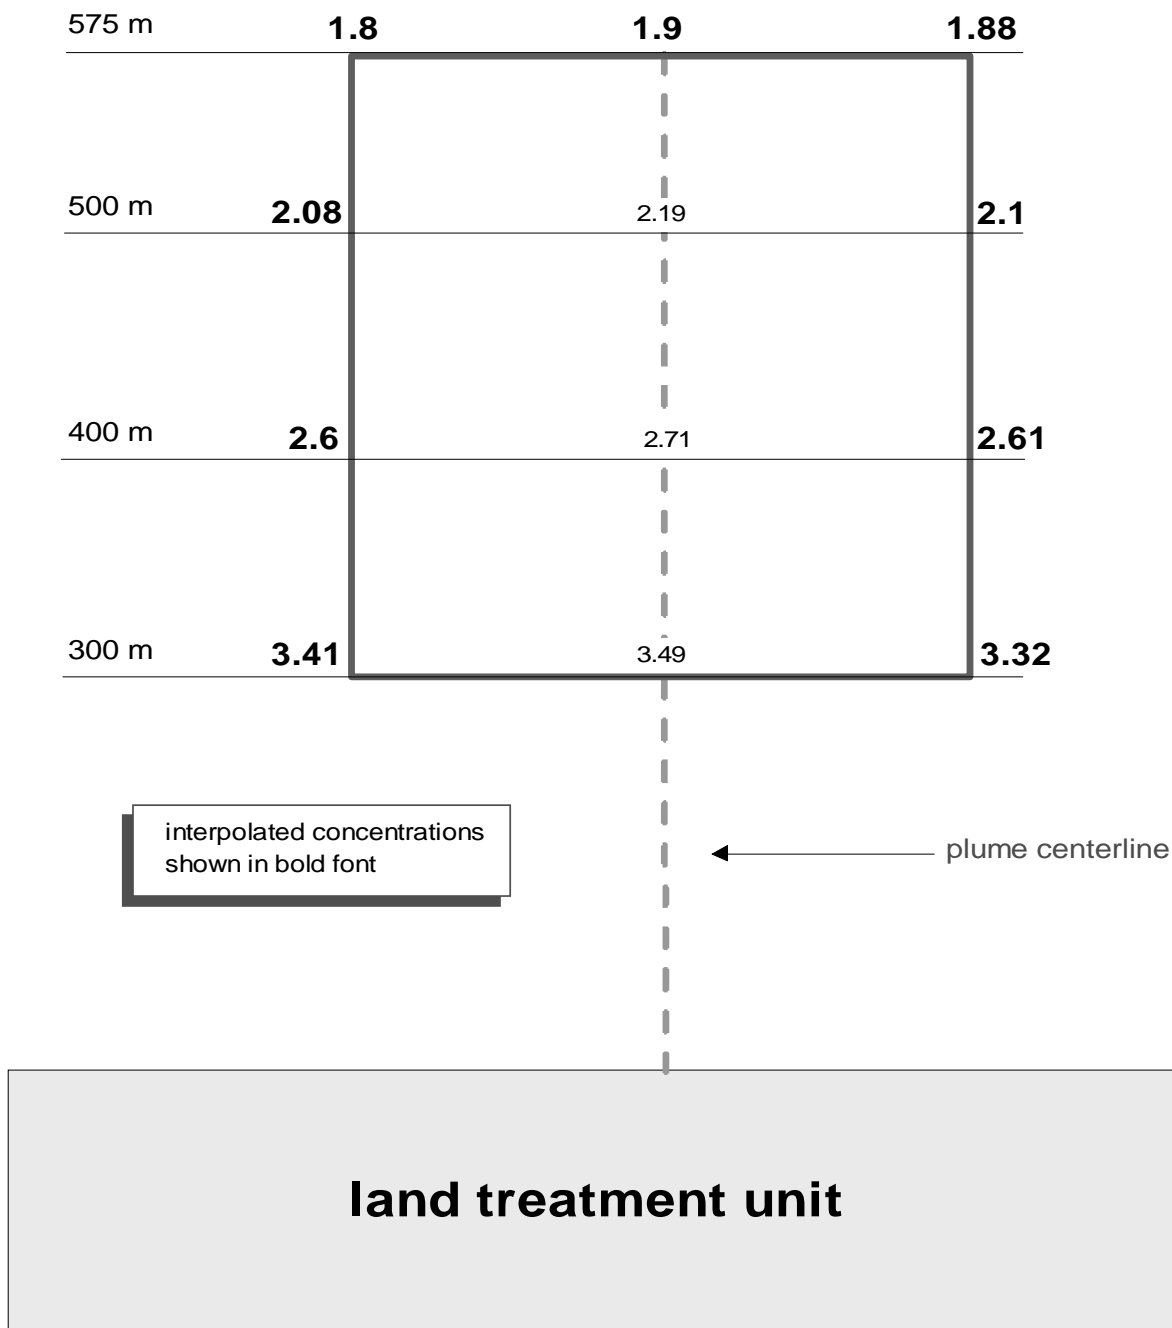 575 m 1.8 1.9 1.88
500 m 2.08 2.19 2.1
400 m 2.6 2.71 2.61
300 m 3.41 3.49 3.32
interpolated concentrations
shown in bold font
plume centerline
land treatment unit